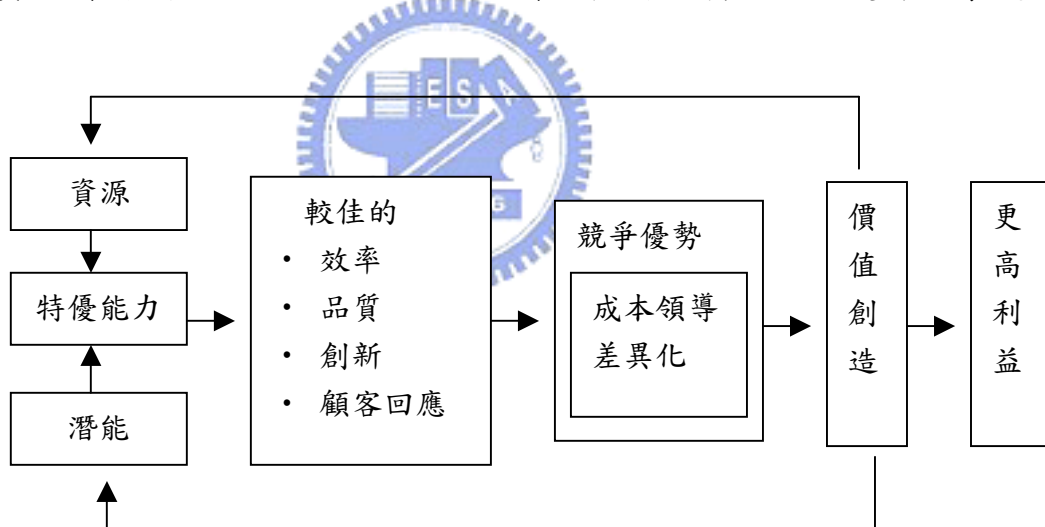 資源
特優能力
潛能
較佳的
· 效率
· 品質
· 創新
· 顧客回應
競爭優勢
成本領導
差異化
價值創造
更高利益
E S A